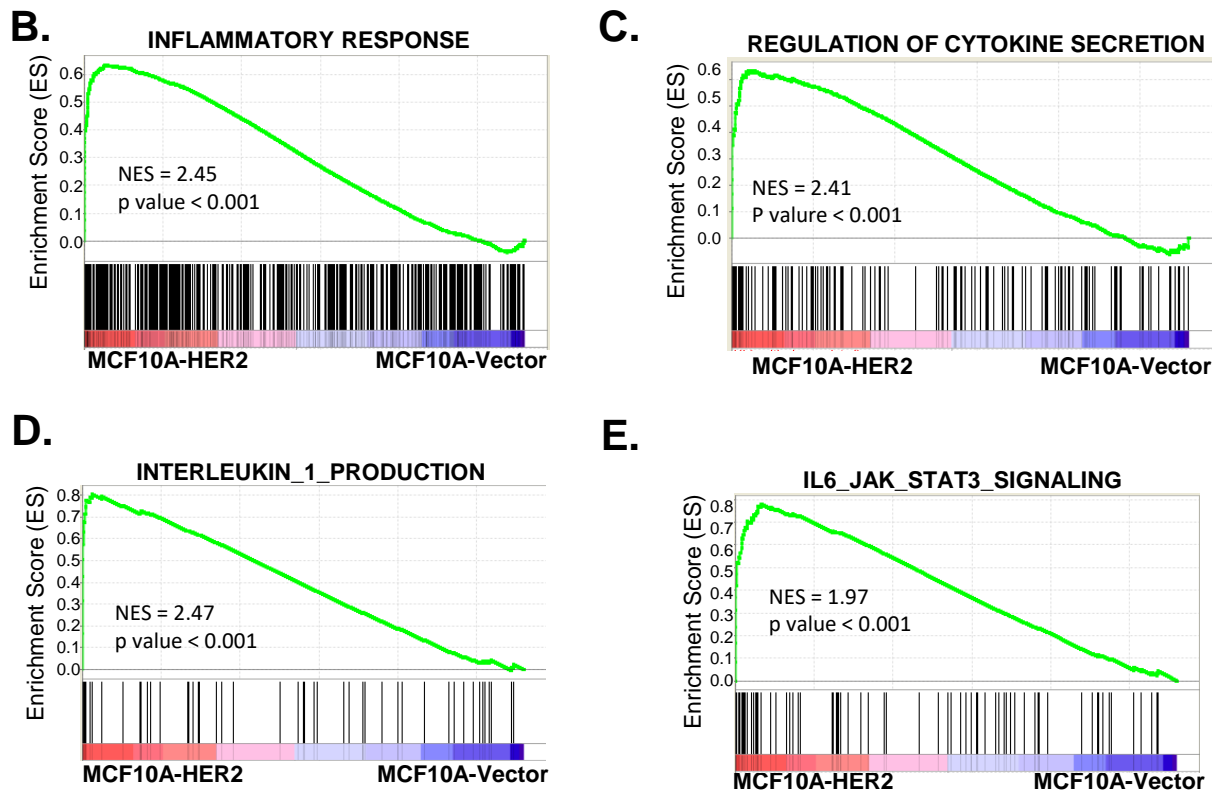 B.
INFLAMMATORY RESPONSE
Enrichment Score (ES)
0.6
0.5
0.4
0.3
0.2
0.1
0.0
NES = 2.45
p value < 0.001
MCF10A-HER2
MCF10A-Vector
C.
REGULATION OF CYTOKINE SECRETION
Enrichment Score (ES)
0.6
0.5
0.4
0.3
0.2
0.1
0.0
NES = 2.41
P valure < 0.001
MCF10A-HER2
MCF10A-Vector
D.
INTERLEUKIN_1_PRODUCTION
Enrichment Score (ES)
0.8
0.7
0.6
0.5
0.4
0.3
0.2
0.1
0.0
NES = 2.47
p value < 0.001
MCF10A-HER2
MCF10A-Vector
E.
IL6_JAK_STAT3_SIGNALING
Enrichment Score (ES)
0.8
0.7
0.6
0.5
0.4
0.3
0.2
0.1
0.0
NES = 1.97
p value < 0.001
MCF10A-HER2
MCF10A-Vector